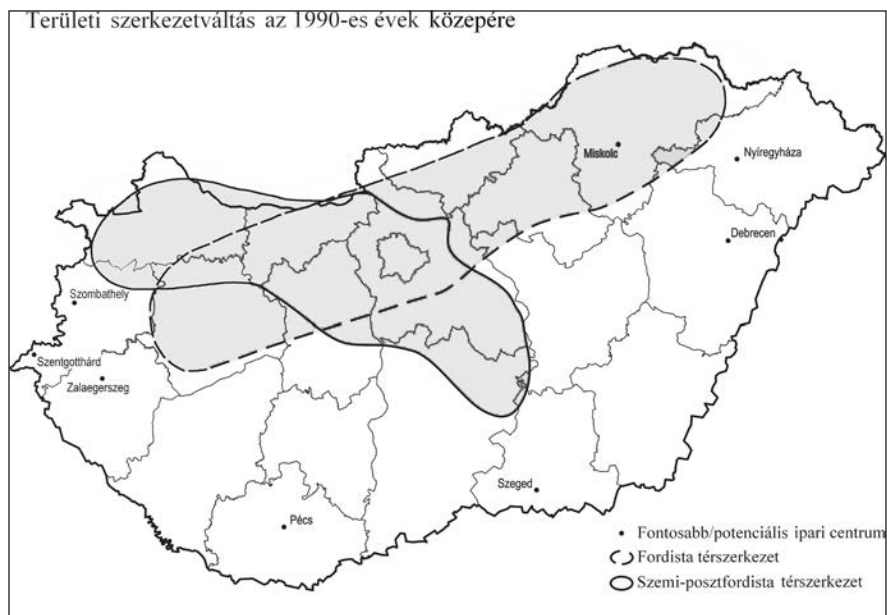 Területi szerkezetváltás az 1990-es évek közepére
Miskolc
Nyíregyháza
Debrecen
Szombathely
Szentgotthárd
Zalaegerszeg
Szeged
Pécs
Fontosabb/potenciális ipari centrum
Fordista térszerkezet
Szemi-posztfordista térszerkezet